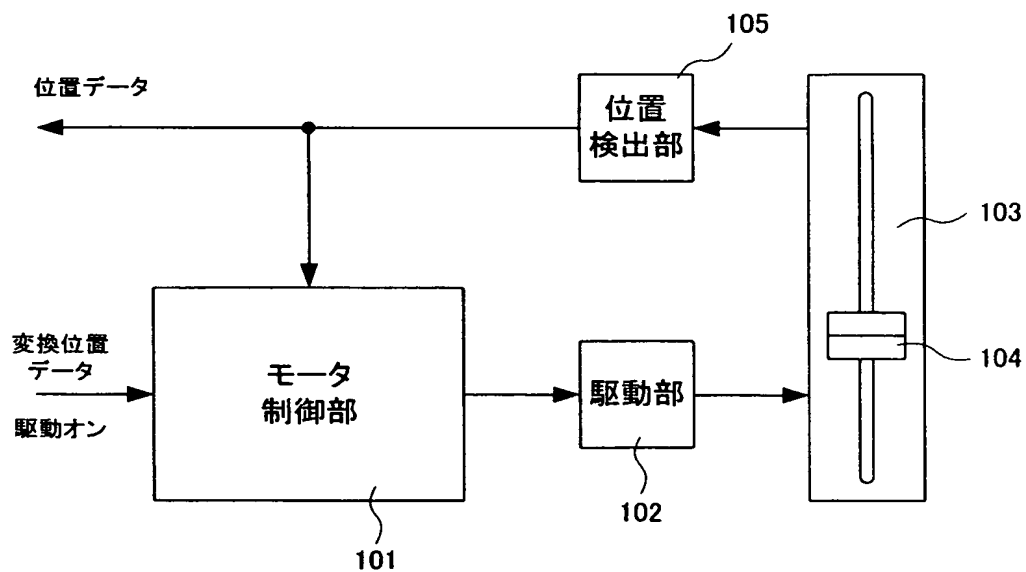 105
位置データ
位置
検出部
103
変換位置
データ
駆動オン
モータ
制御部
駆動部
104
102
101